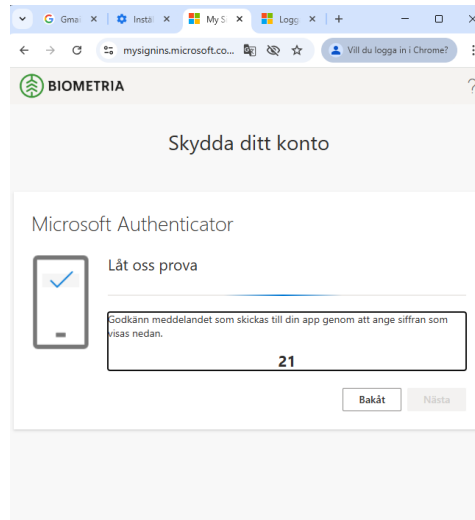 Gmai
Instäl
My Si
Logg
mysignins.microsoft.co...
Vill du logga in i Chrome?
BIOMETRIA
?
Skydda ditt konto
Microsoft Authenticator
Låt oss prova
Godkänn meddelandet som skickas till din app genom att ange siffran som
visas nedan.
21
Bakåt
Nästa